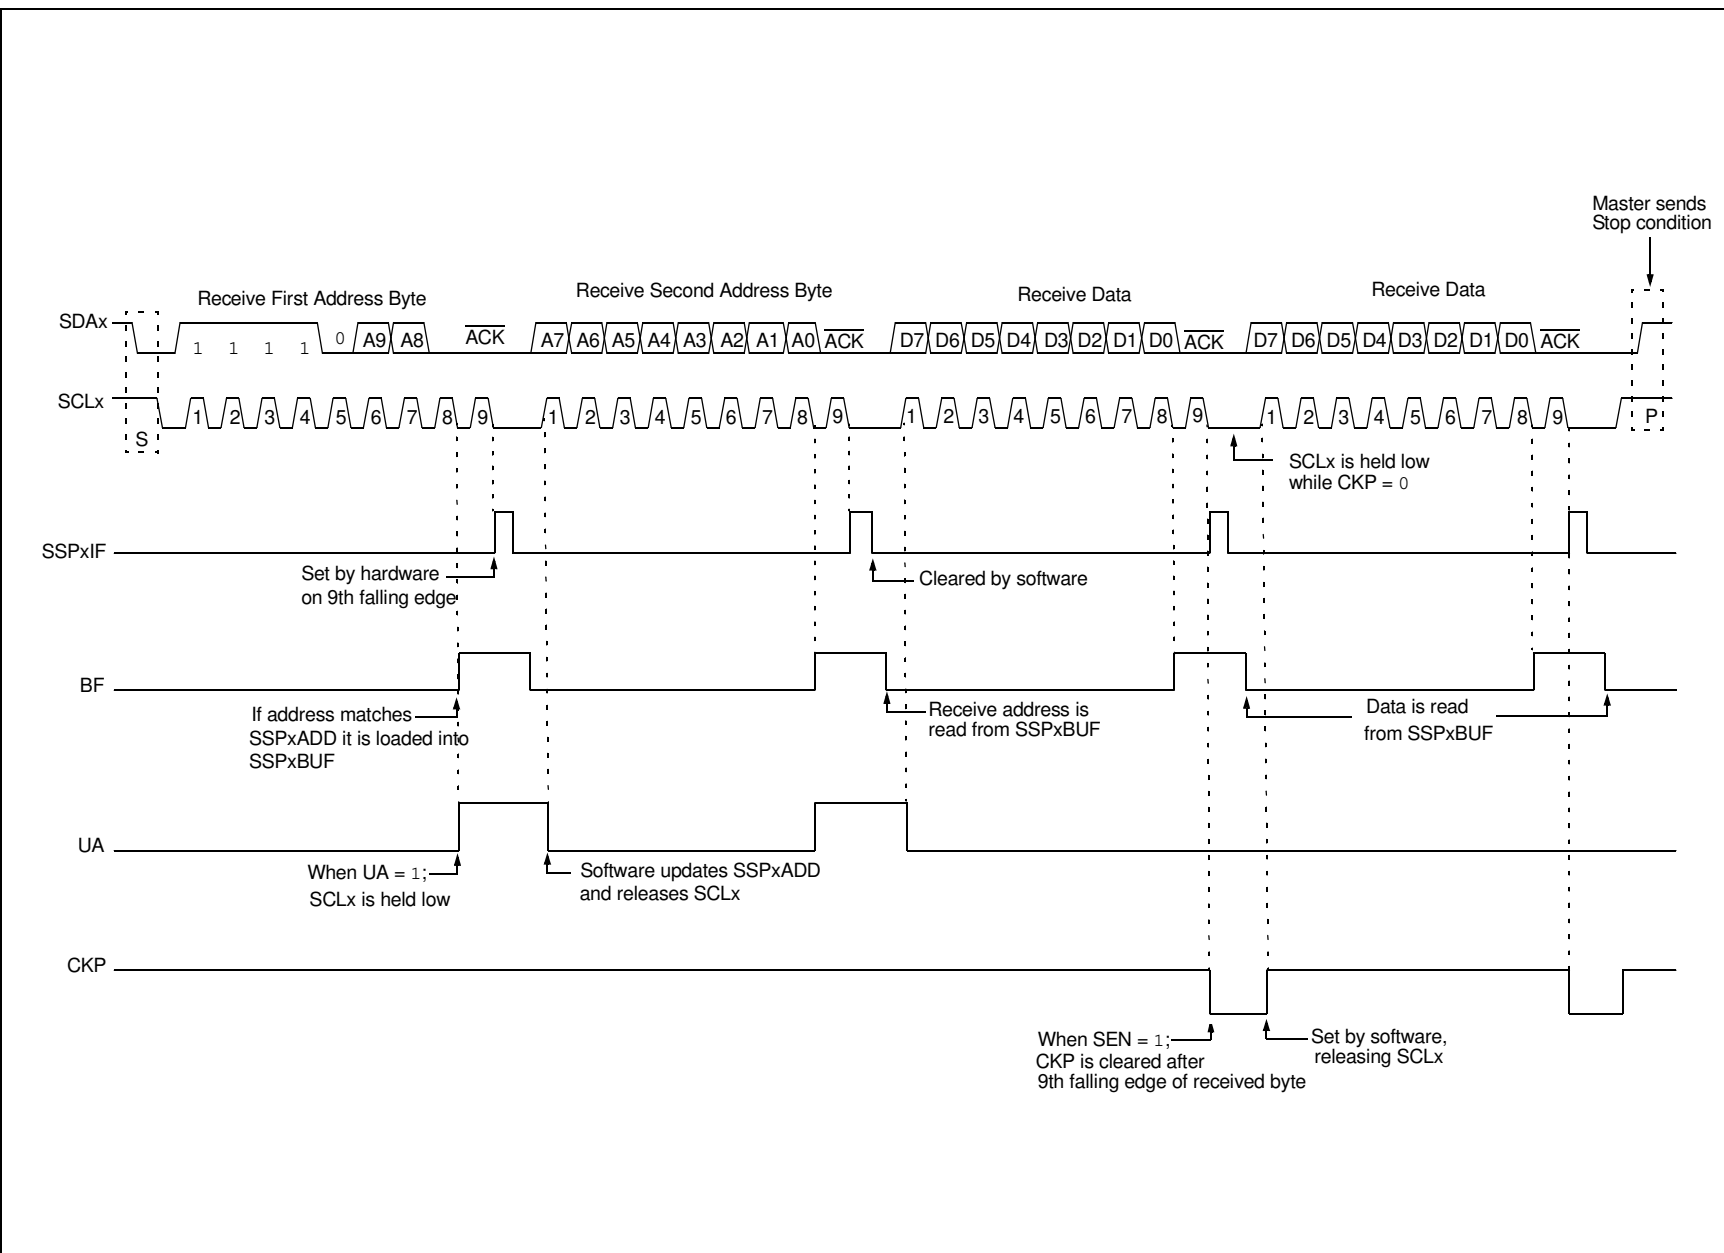 Master sends
Stop condition
Receive First Address Byte
Receive Second Address Byte
Receive Data
Receive Data
SDAx
1 1 1 1 0 A9 A8 ACK A7 A6 A5 A4 A3 A2 A1 A0 ACK D7 D6 D5 D4 D3 D2 D1 D0 ACK D7 D6 D5 D4 D3 D2 D1 D0 ACK
SCLx
S 1 2 3 4 5 6 7 8 9 1 2 3 4 5 6 7 8 9 1 2 3 4 5 6 7 8 9 1 2 3 4 5 6 7 8 9 P
SCLx is held low
while CKP = 0
SSPxIF
Set by hardware
on 9th falling edge
Cleared by software
BF
If address matches
SSPxADD it is loaded into
SSPxBUF
Receive address is
read from SSPxBUF
Data is read
from SSPxBUF
UA
When UA = 1;
SCLx is held low
Software updates SSPxADD
and releases SCLx
CKP
When SEN = 1;
CKP is cleared after
9th falling edge of received byte
Set by software,
releasing SCLx